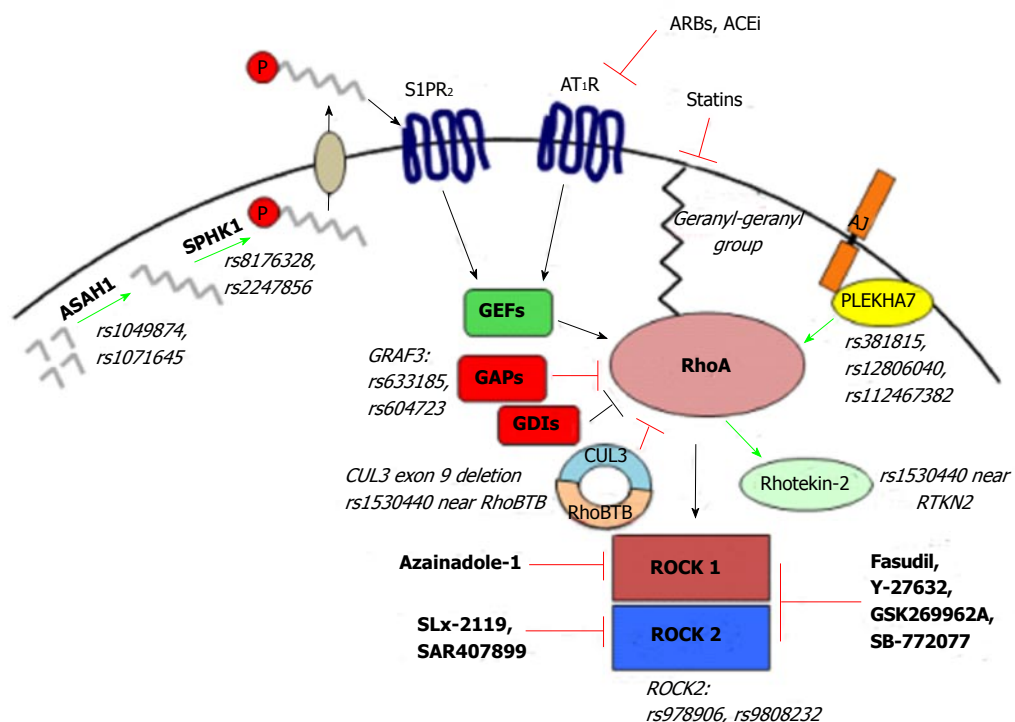 ARBs, ACEi
P
S1PR2
AT1R
Statins
P
SPHK1
rs8176328,
rs2247856
ASAH1
rs1049874,
rs1071645
Geranyl-geranyl
group
AJ
PLEKHA7
rs381815,
rs12806040,
rs112467382
GEFs
GRAF3:
rs633185,
rs604723
GAPs
GDIs
RhoA
CUL3
RhoBTB
CUL3 exon 9 deletion
rs1530440 near RhoBTB
Rhotekin-2
rs1530440 near
RTKN2
Azainadole-1
ROCK 1
SLx-2119,
SAR407899
ROCK 2
Fasudil,
Y-27632,
GSK269962A,
SB-772077
ROCK2:
rs978906, rs9808232